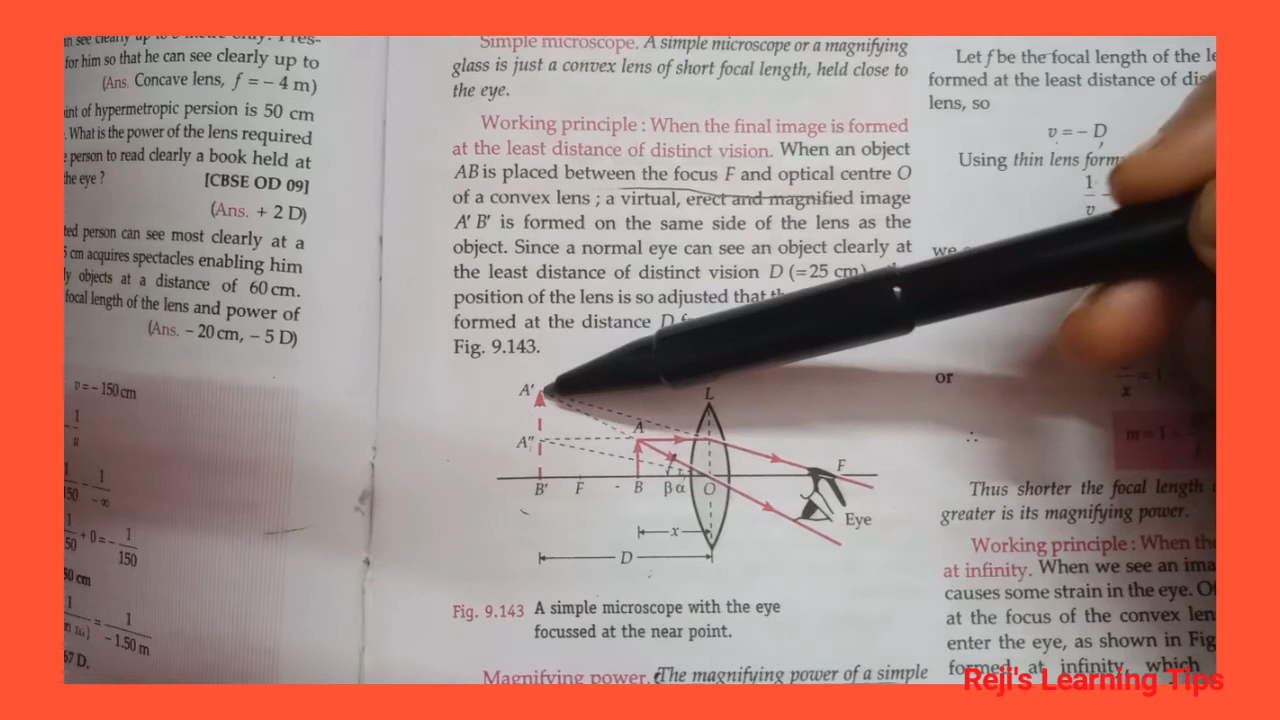 for him so that he can see clearly up to
(Ans. Concave lens, f = – 4 m)
of hypermetropic persion is 50 cm
What is the power of the lens required
person to read clearly a book held at
the eye ? [CBSE OD 09]
(Ans. + 2 D)
person can see most clearly at a
cm acquires spectacles enabling him
objects at a distance of 60 cm.
focal length of the lens and power of
(Ans. – 20 cm, – 5 D)
v = – 150 cm
Simple microscope. A simple microscope or a magnifying
glass is just a convex lens of short focal length, held close to
the eye.
Working principle : When the final image is formed
at the least distance of distinct vision. When an object
AB is placed between the focus F and optical centre O
of a convex lens ; a virtual, erect and magnified image
A' B' is formed on the same side of the lens as the
object. Since a normal eye can see an object clearly at
the least distance of distinct vision D (=25 cm),
position of the lens is so adjusted that
formed at the distance D
Fig. 9.143.
A'
L
A
A"
F
B' F B β α O
Eye
x
D
Fig. 9.143 A simple microscope with the eye
focussed at the near point.
Magnifying power. The magnifying power of a simple
Let f be the focal length of the
formed at the least distance of
lens, so
v = – D
Using thin lens
1
v
we
or
x
∴ m = 1 +
Thus shorter the focal length
greater is its magnifying power.
Working principle : When the
at infinity. When we see an
causes some strain in the eye.
at the focus of the convex
enter the eye, as shown in Fig
formed at infinity, which
Reji's Learning Tips